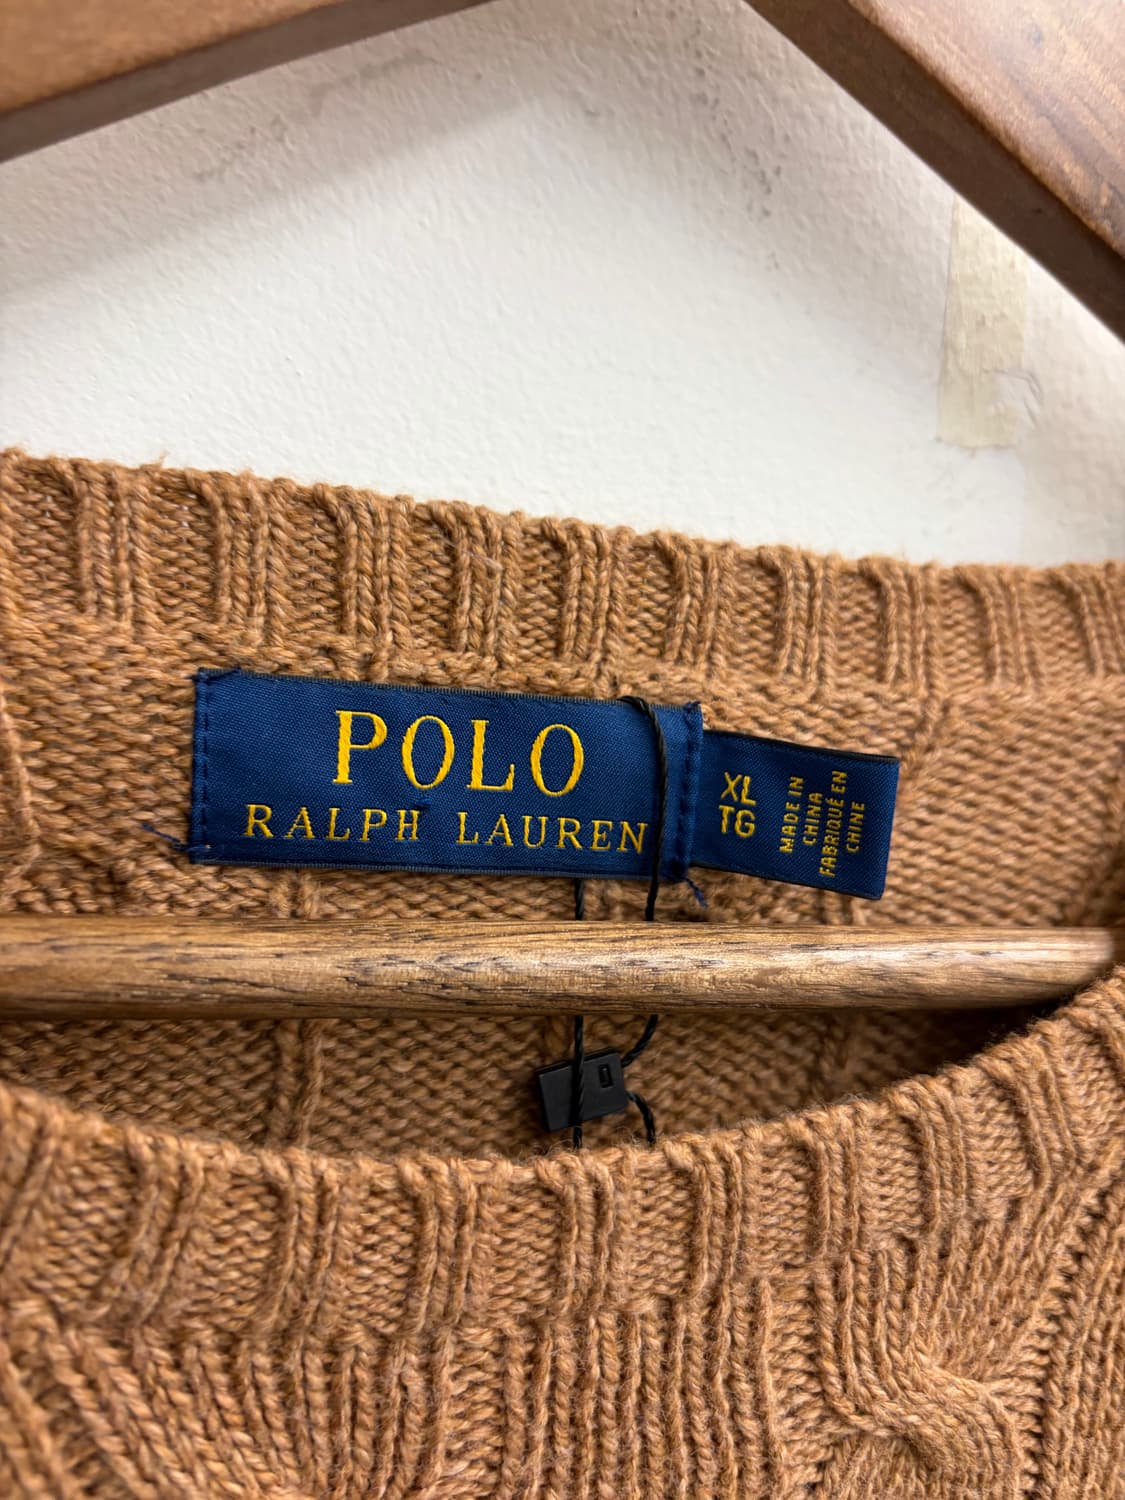 POLO
RALPH LAUREN
XL
TG
MADE IN
CHINA
FABRIQUÉ EN
CHINE